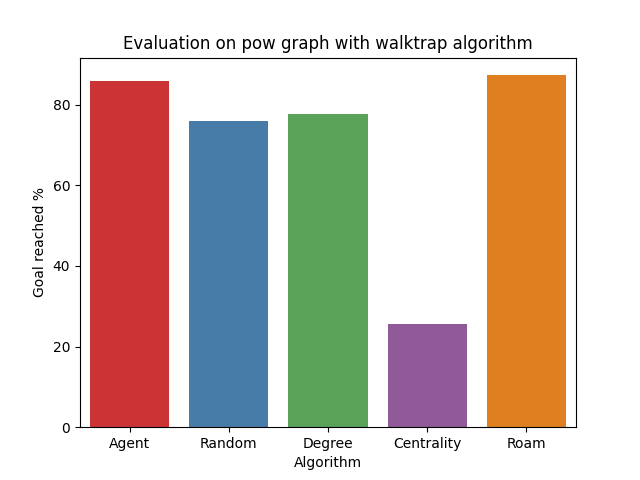 Evaluation on pow graph with walktrap algorithm
Goal reached %
80
60
40
20
0
Agent Random Degree Centrality Roam
Algorithm